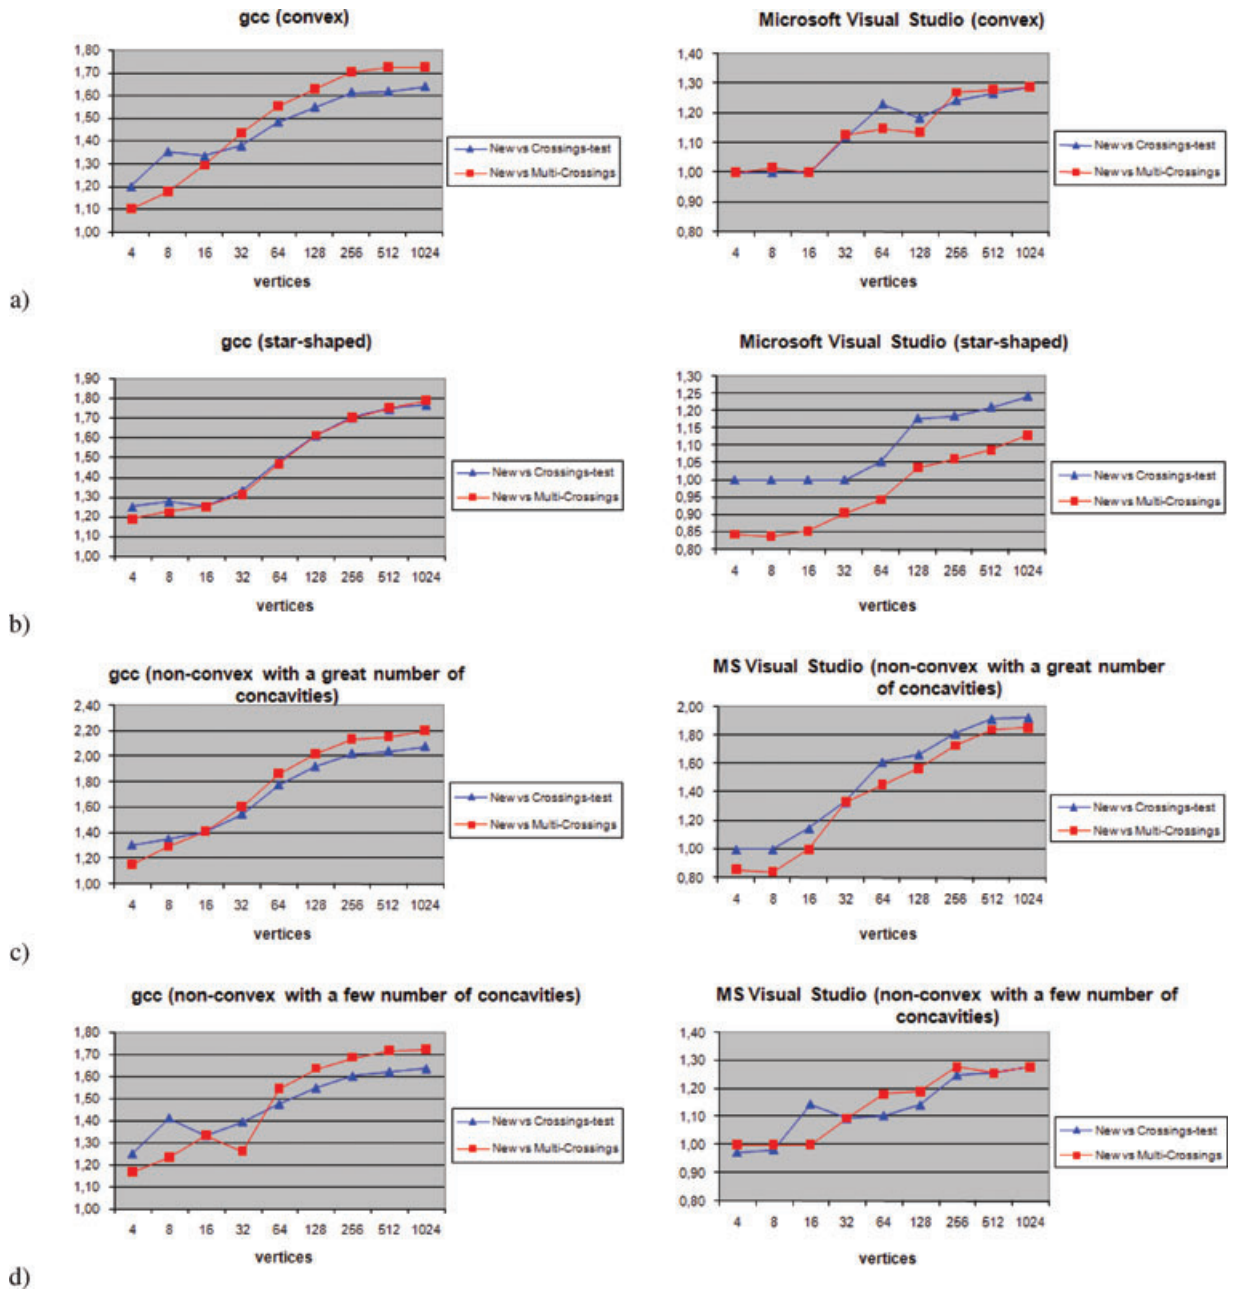 gcc (convex)
1,80
1,70
1,60
1,50
1,40
1,30
1,20
1,10
1,00
4 8 16 32 64 128 256 512 1024
vertices
New vs Crossings-test
New vs Multi-Crossings
Microsoft Visual Studio (convex)
1,40
1,30
1,20
1,10
1,00
0,90
0,80
4 8 16 32 64 128 256 512 1024
vertices
New vs Crossings-test
New vs Multi-Crossings
a)
gcc (star-shaped)
1,90
1,80
1,70
1,60
1,50
1,40
1,30
1,20
1,10
1,00
4 8 16 32 64 128 256 512 1024
vertices
New vs Crossings-test
New vs Multi-Crossings
Microsoft Visual Studio (star-shaped)
1,30
1,25
1,20
1,15
1,10
1,05
1,00
0,95
0,90
0,85
0,80
4 8 16 32 64 128 256 512 1024
vertices
New vs Crossings-test
New vs Multi-Crossings
b)
gcc (non-convex with a great number of
concavities)
2,40
2,20
2,00
1,80
1,60
1,40
1,20
1,00
4 8 16 32 64 128 256 512 1024
vertices
New vs Crossings-test
New vs Multi-Crossings
MS Visual Studio (non-convex with a great number
of concavities)
2,00
1,80
1,60
1,40
1,20
1,00
0,80
4 8 16 32 64 128 256 512 1024
vertices
New vs Crossings-test
New vs Multi-Crossings
c)
gcc (non-convex with a few number of concavities)
1,80
1,70
1,60
1,50
1,40
1,30
1,20
1,10
1,00
4 8 16 32 64 128 256 512 1024
vertices
New vs Crossings-test
New vs Multi-Crossings
MS Visual Studio (non-convex with a few number of
concavities)
1,40
1,30
1,20
1,10
1,00
0,90
0,80
4 8 16 32 64 128 256 512 1024
vertices
New vs Crossings-test
New vs Multi-Crossings
d)